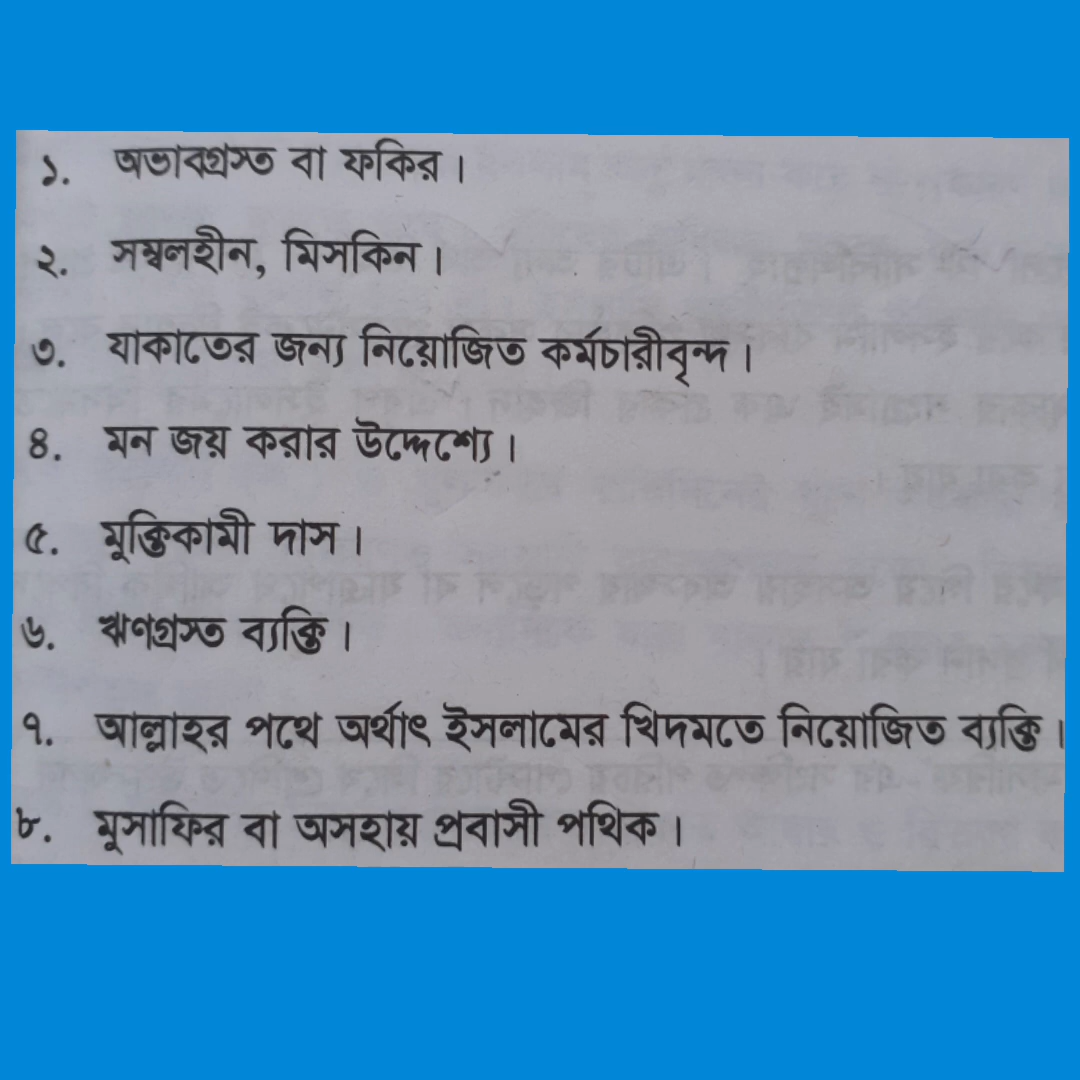 ১. অভাবগ্রস্ত বা ফকির।
২. সম্বলহীন, মিসকিন।
৩. যাকাতের জন্য নিয়োজিত কর্মচারীবৃন্দ।
৪. মন জয় করার উদ্দেশ্যে।
৫. মুক্তিকামী দাস।
৬. ঋণগ্রস্ত ব্যক্তি।
৭. আল্লাহর পথে অর্থাৎ ইসলামের খিদমতে নিয়োজিত ব্যক্তি।
৮. মুসাফির বা অসহায় প্রবাসী পথিক।